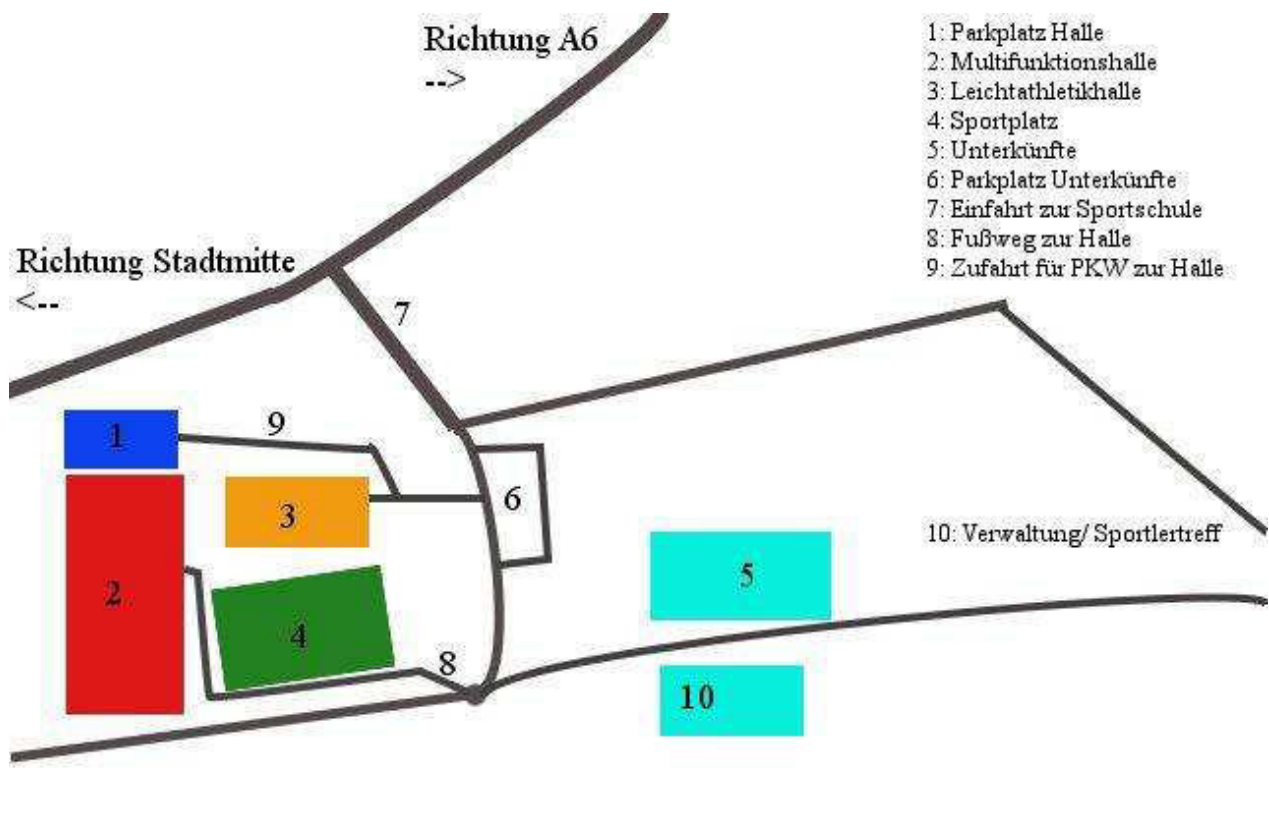 Richtung A6
-->
1: Parkplatz Halle
2: Multifunktionshalle
3: Leichtathletikhalle
4: Sportplatz
5: Unterkünfte
6: Parkplatz Unterkünfte
7: Einfahrt zur Sportschule
8: Fußweg zur Halle
9: Zufahrt für PKW zur Halle
Richtung Stadtmitte
<--
7
1
9
3
6
10: Verwaltung/ Sportlertreff
5
2
4
8
10